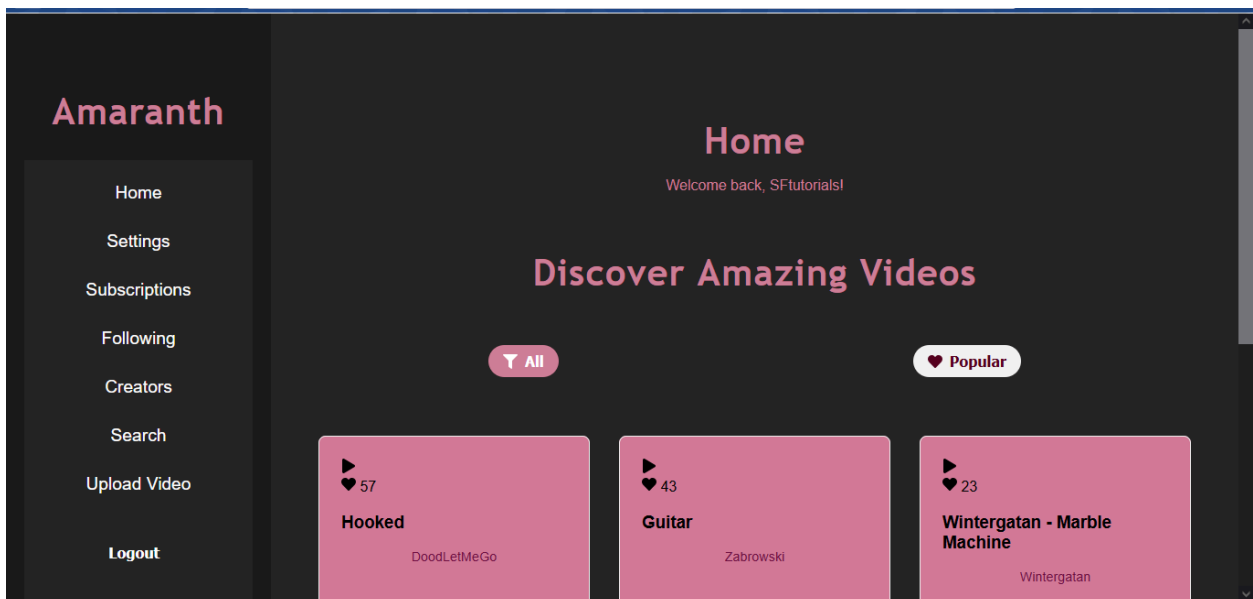 Amaranth
Home
Settings
Subscriptions
Following
Creators
Search
Upload Video
Logout
Home
Welcome back, SFtutorials!
Discover Amazing Videos
All
Popular
57
Hooked
DoodLetMeGo
43
Guitar
Zabrowski
23
Wintergatan - Marble
Machine
Wintergatan